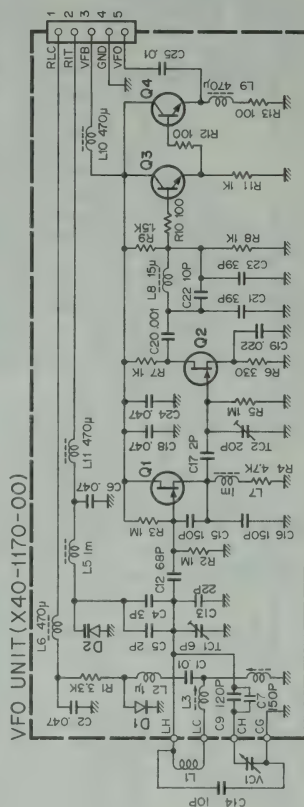 VFO UNIT (X40-1170-00)
RLC 1
RIT 2
VFB 3
GND 4
VFO 5
L6 470µ
L11 470µ
L10 470µ
C25 .01
C2 .047
R1 3.3K
D1
L2 1µ
C1 .01
L3
D2
L5 1m
C6 .047
C4 3P
C5 2P
TC1 6P
C13 22P
C12 68P
R3 1M
R2 1M
C15 150P
C16 150P
Q1
C18 .047
C24 .047
1m
L7
R4 4.7K
C17 2P
TC2 20P
R5 1M
R7 1K
Q2
C20 .001
R6 330
C19 .022
L8 15µ
C22 10P
C21 39P
C23 39P
R9 1.5K
R8 1K
R10 100
Q3
R11 1K
R12 100
Q4
L9 470µ
R13 100
LH
LC
CH
CG
L1
C9 120P
C7 150P
VC1
C14 10P